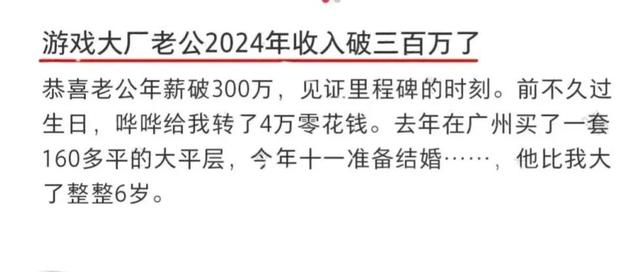 游戏大厂老公2024年收入破三百万了
恭喜老公年薪破300万，见证里程碑的时刻。前不久过
生日，哗哗给我转了4万零花钱。去年在广州买了一套
160多平的大平层，今年十一准备结婚……，他比我大
了整整6岁。